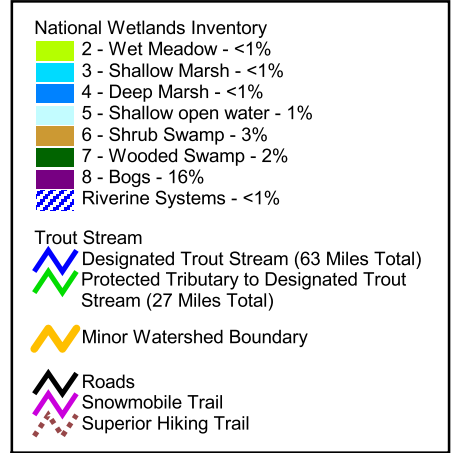 National Wetlands Inventory
2 - Wet Meadow - <1%
3 - Shallow Marsh - <1%
4 - Deep Marsh - <1%
5 - Shallow open water - 1%
6 - Shrub Swamp - 3%
7 - Wooded Swamp - 2%
8 - Bogs - 16%
Riverine Systems - <1%
Trout Stream
Designated Trout Stream (63 Miles Total)
Protected Tributary to Designated Trout
Stream (27 Miles Total)
Minor Watershed Boundary
Roads
Snowmobile Trail
Superior Hiking Trail